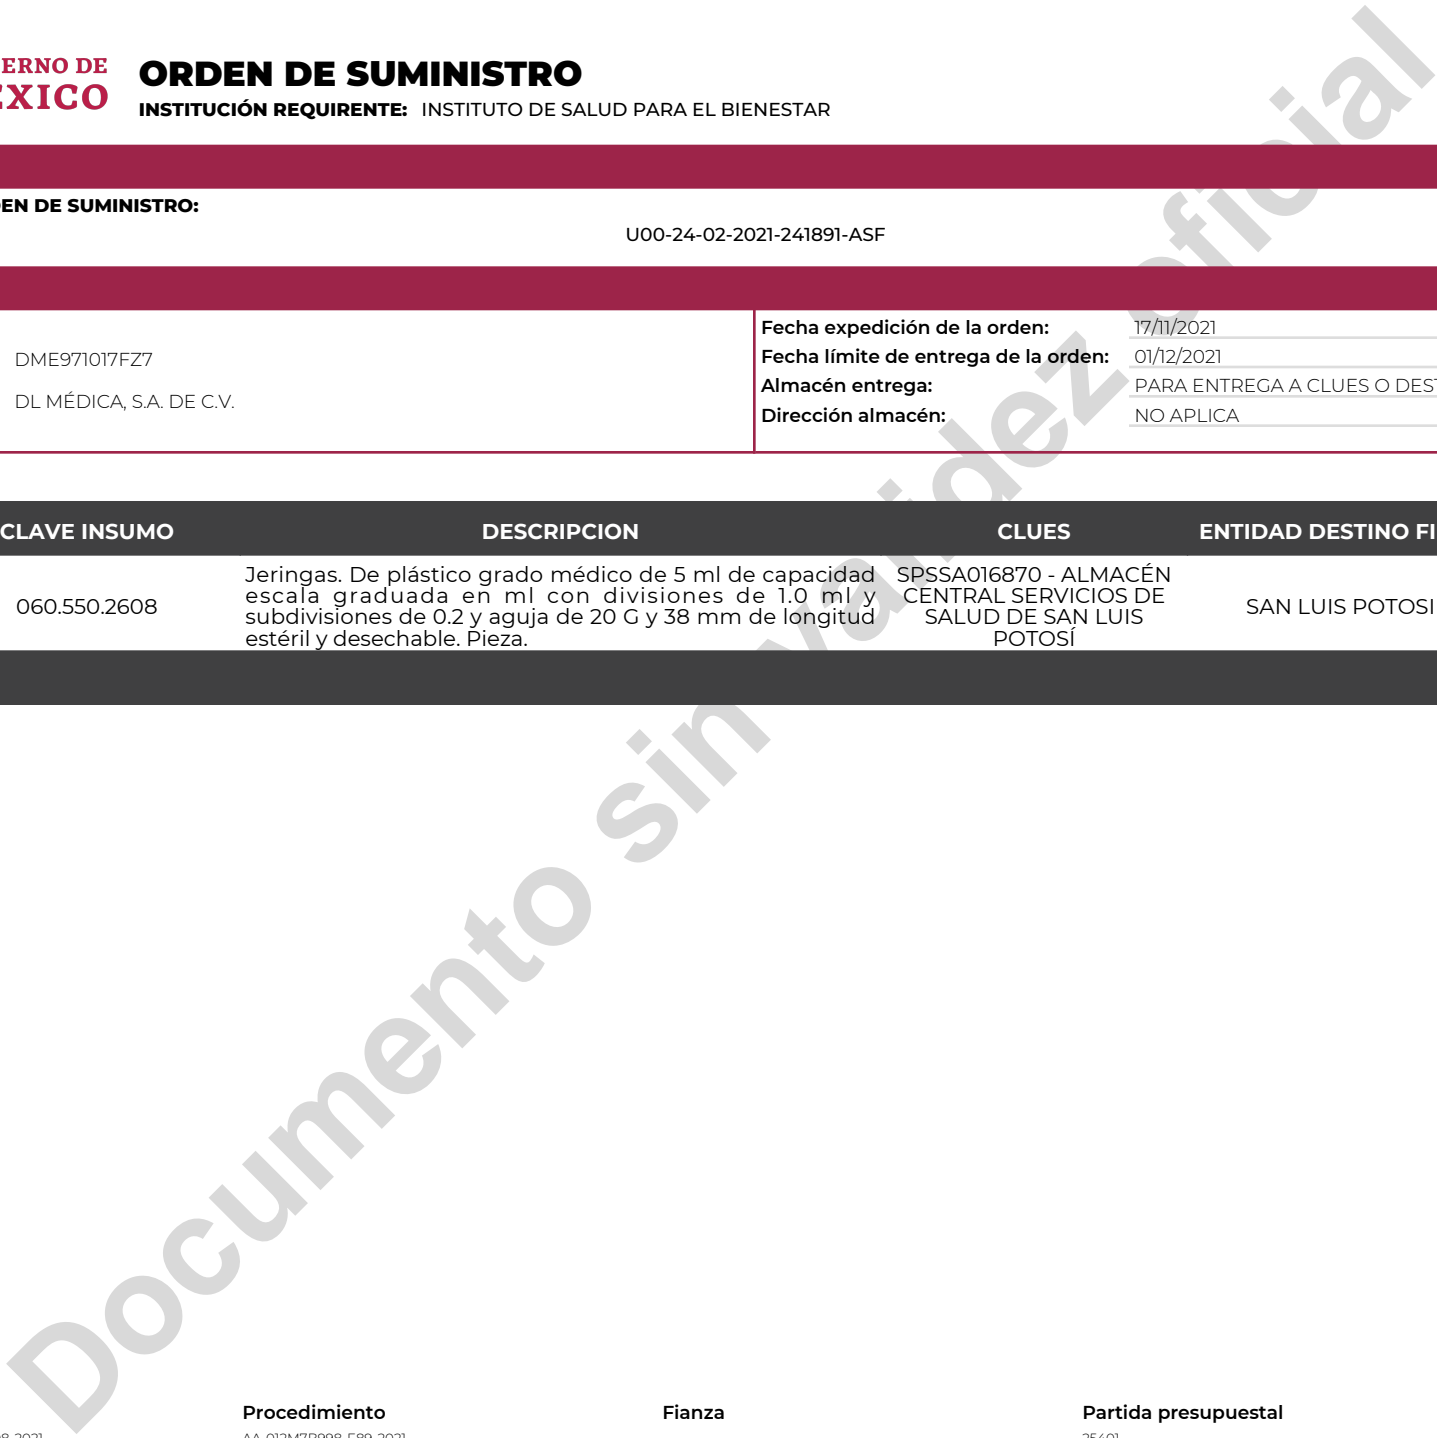 ERNO DE
ÉXICO
ORDEN DE SUMINISTRO
INSTITUCIÓN REQUIRENTE: INSTITUTO DE SALUD PARA EL BIENESTAR
EN DE SUMINISTRO:
U00-24-02-2021-241891-ASF
DME971017FZ7
DL MÉDICA, S.A. DE C.V.
Fecha expedición de la orden: 17/11/2021
Fecha límite de entrega de la orden: 01/12/2021
Almacén entrega: PARA ENTREGA A CLUES O DEST
Dirección almacén: NO APLICA
CLAVE INSUMO DESCRIPCION CLUES ENTIDAD DESTINO FI
060.550.2608
Jeringas. De plástico grado médico de 5 ml de capacidad
escala graduada en ml con divisiones de 1.0 ml y
subdivisiones de 0.2 y aguja de 20 G y 38 mm de longitud
estéril y desechable. Pieza.
SPSSA016870 - ALMACÉN
CENTRAL SERVICIOS DE
SALUD DE SAN LUIS
POTOSÍ
SAN LUIS POTOSI
Documento sin validez oficial
Procedimiento Fianza Partida presupuestal